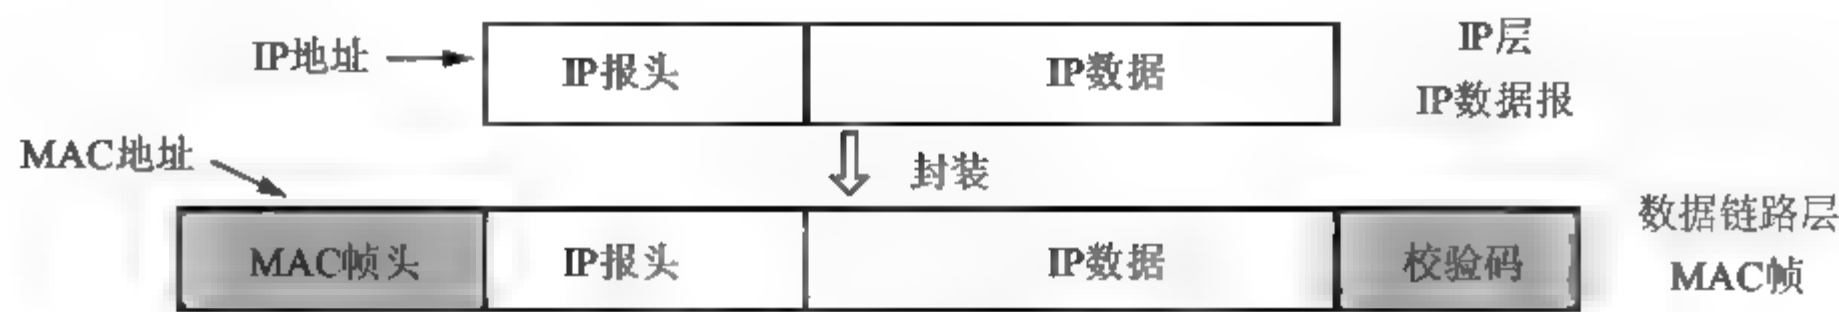 IP地址
IP报头
IP数据
IP层
IP数据报
MAC地址
封装
MAC帧头
IP报头
IP数据
校验码
数据链路层
MAC帧